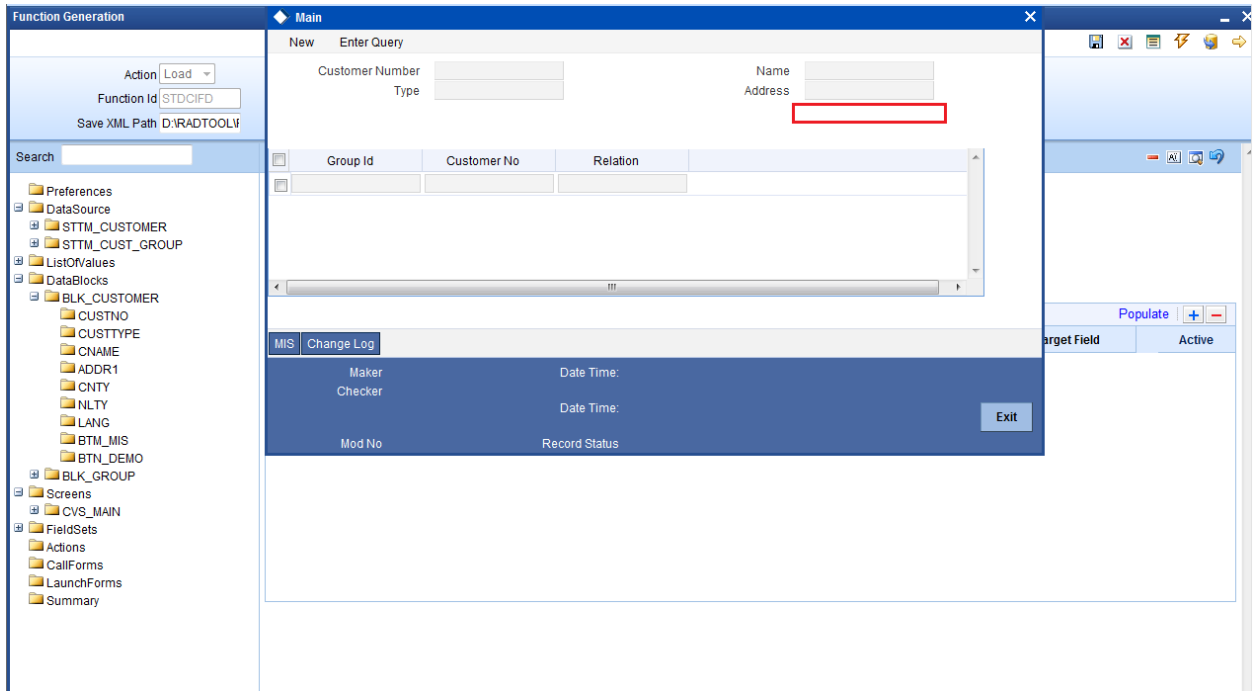 Function Generation
Main
New Enter Query
Action Load
Function Id STDCIFD
Save XML Path D:\RADTOOL\
Customer Number
Name
Type
Address
Search
Group Id Customer No Relation
Preferences
DataSource
STTM_CUSTOMER
STTM_CUST_GROUP
ListOfValues
DataBlocks
BLK_CUSTOMER
CUSTNO
CUSTTYPE
CNAME
ADDR1
CNTY
NLTY
LANG
BTM_MIS
BTN_DEMO
BLK_GROUP
Screens
CVS_MAIN
FieldSets
Actions
CallForms
LaunchForms
Summary
Populate
arget Field Active
MIS Change Log
Maker Date Time:
Checker
Date Time:
Exit
Mod No Record Status